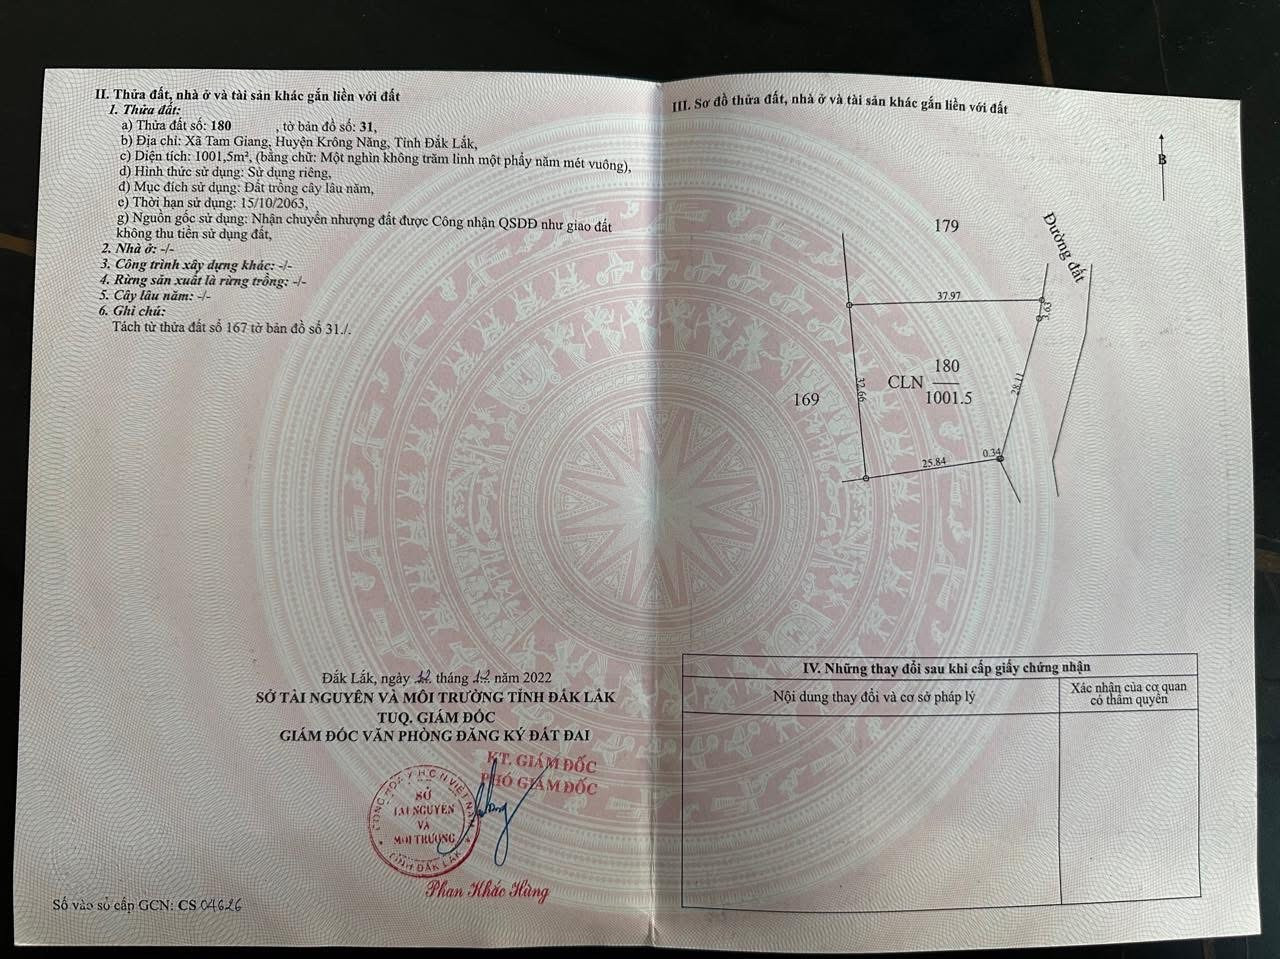 II. Thửa đất, nhà ở và tài sản khác gắn liền với đất
1. Thửa đất:
a) Thửa đất số: 180 , tờ bản đồ số: 31,
b) Địa chỉ: Xã Tam Giang, Huyện Krông Năng, Tỉnh Đắk Lắk,
c) Diện tích: 1001,5m², (bằng chữ: Một nghìn không trăm linh một phẩy năm mét vuông),
d) Hình thức sử dụng: Sử dụng riêng,
đ) Mục đích sử dụng: Đất trồng cây lâu năm,
e) Thời hạn sử dụng: 15/10/2063,
g) Nguồn gốc sử dụng: Nhận chuyển nhượng đất được Công nhận QSDĐ như giao đất
không thu tiền sử dụng đất,
2. Nhà ở: -/-
3. Công trình xây dựng khác: -/-
4. Rừng sản xuất là rừng trồng: -/-
5. Cây lâu năm: -/-
6. Ghi chú:
Tách từ thửa đất số 167 tờ bản đồ số 31./.
Đắk Lắk, ngày 22 tháng 12 năm 2022
SỞ TÀI NGUYÊN VÀ MÔI TRƯỜNG TỈNH ĐẮK LẮK
TUQ. GIÁM ĐỐC
GIÁM ĐỐC VĂN PHÒNG ĐĂNG KÝ ĐẤT ĐAI
KT. GIÁM ĐỐC
PHÓ GIÁM ĐỐC
CỘNG HÒA XHCN VIỆT NAM
SỞ
TÀI NGUYÊN
VÀ
MÔI TRƯỜNG
TỈNH ĐẮK LẮK
Phan Khắc Hùng
Số vào sổ cấp GCN: CS 04626
III. Sơ đồ thửa đất, nhà ở và tài sản khác gắn liền với đất
B
179
Đường đất
37.97
3.63
180
CLN
1001.5
32.66
28.11
169
25.84
0.34
IV. Những thay đổi sau khi cấp giấy chứng nhận
Nội dung thay đổi và cơ sở pháp lý
Xác nhận của cơ quan
có thẩm quyền